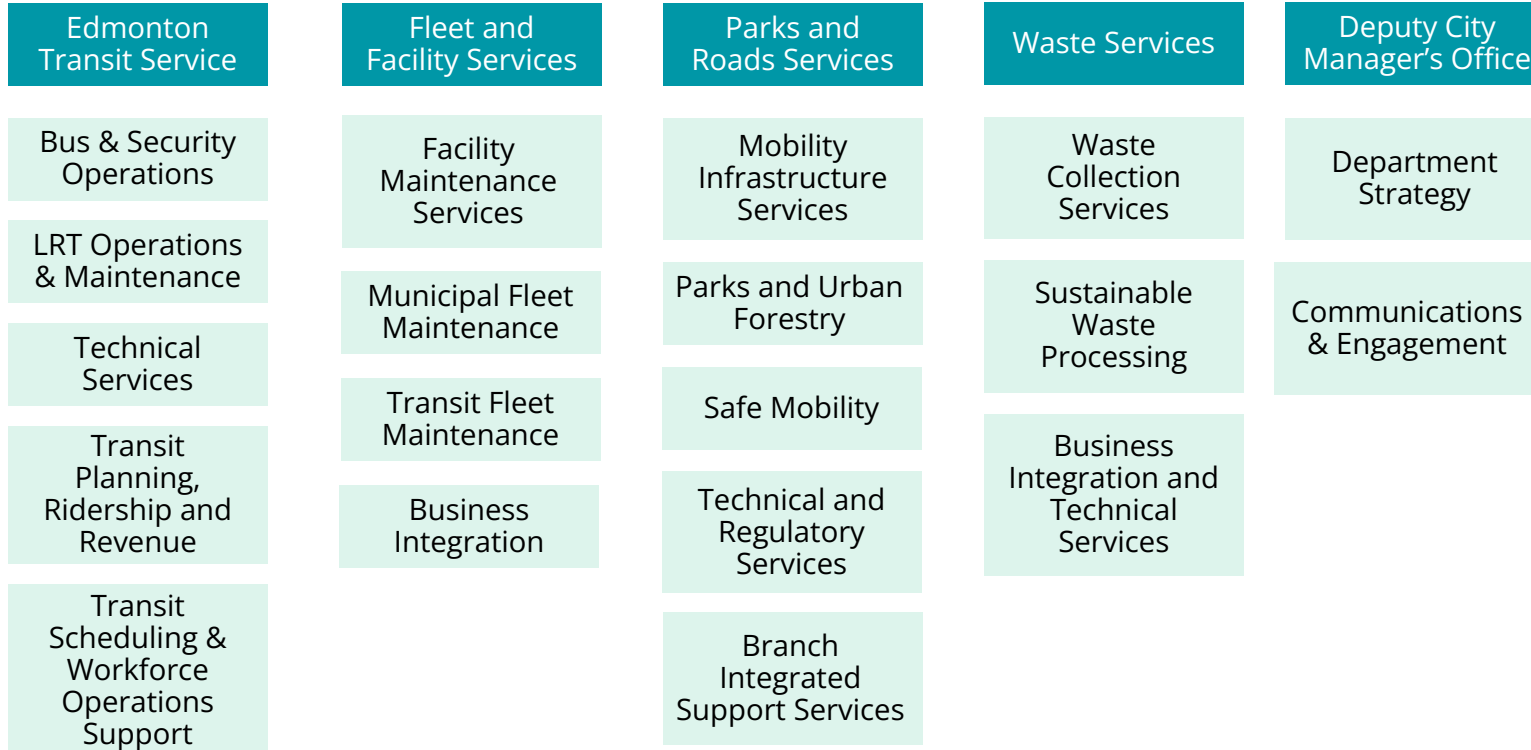 Edmonton
Transit Service
Bus & Security
Operations
LRT Operations
& Maintenance
Technical
Services
Transit
Planning,
Ridership and
Revenue
Transit
Scheduling &
Workforce
Operations
Support
Fleet and
Facility Services
Facility
Maintenance
Services
Municipal Fleet
Maintenance
Transit Fleet
Maintenance
Business
Integration
Parks and
Roads Services
Mobility
Infrastructure
Services
Parks and Urban
Forestry
Safe Mobility
Technical and
Regulatory
Services
Branch
Integrated
Support Services
Waste Services
Waste
Collection
Services
Sustainable
Waste
Processing
Business
Integration and
Technical
Services
Deputy City
Manager’s Office
Department
Strategy
Communications
& Engagement